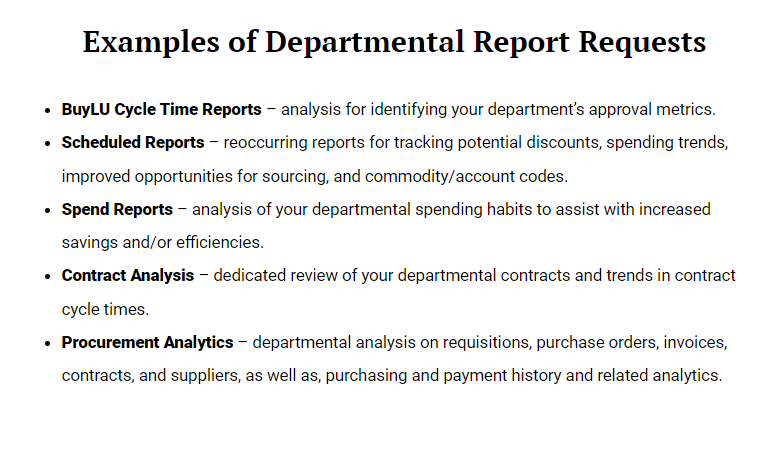 Examples of Departmental Report Requests
• BuyLU Cycle Time Reports – analysis for identifying your department’s approval metrics.
• Scheduled Reports – reoccurring reports for tracking potential discounts, spending trends,
improved opportunities for sourcing, and commodity/account codes.
• Spend Reports – analysis of your departmental spending habits to assist with increased
savings and/or efficiencies.
• Contract Analysis – dedicated review of your departmental contracts and trends in contract
cycle times.
• Procurement Analytics – departmental analysis on requisitions, purchase orders, invoices,
contracts, and suppliers, as well as, purchasing and payment history and related analytics.